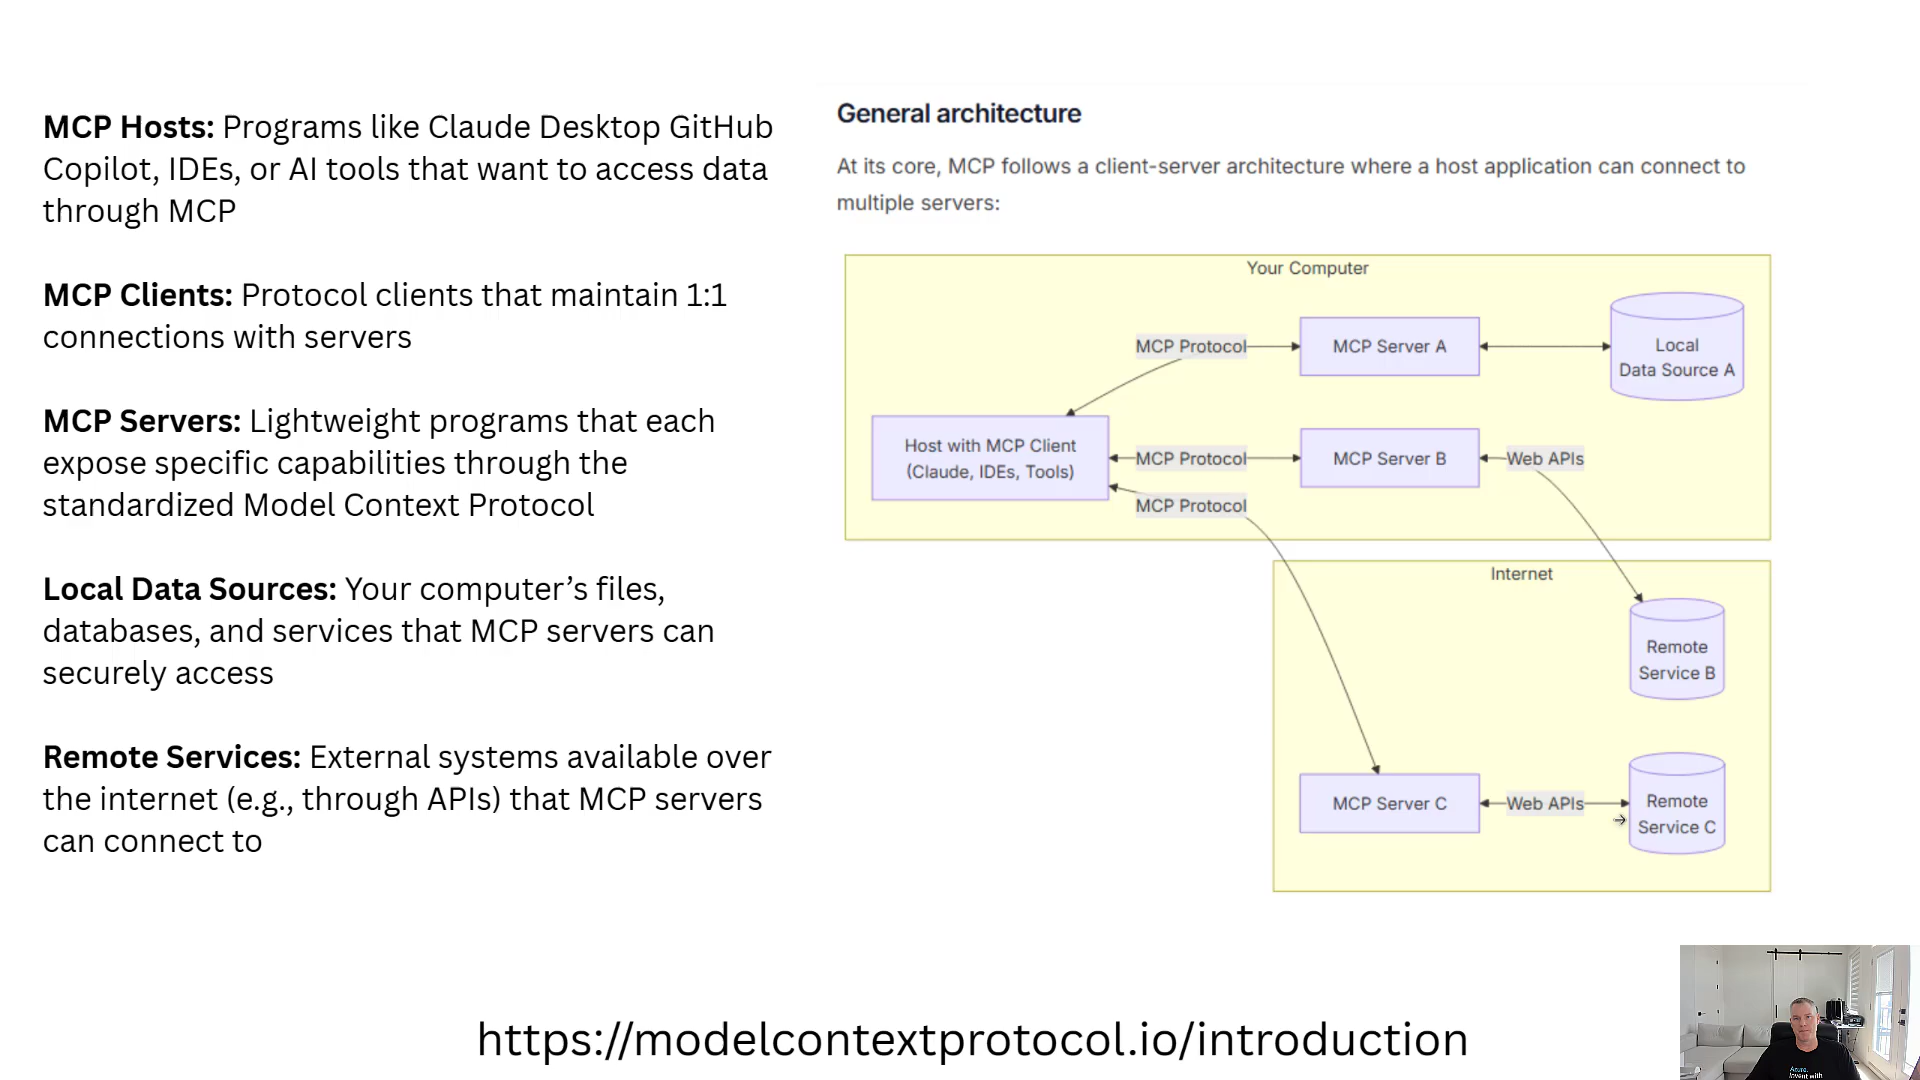 MCP Hosts: Programs like Claude Desktop GitHub
Copilot, IDEs, or AI tools that want to access data
through MCP
MCP Clients: Protocol clients that maintain 1:1
connections with servers
MCP Servers: Lightweight programs that each
expose specific capabilities through the
standardized Model Context Protocol
Local Data Sources: Your computer’s files,
databases, and services that MCP servers can
securely access
Remote Services: External systems available over
the internet (e.g., through APIs) that MCP servers
can connect to
General architecture
At its core, MCP follows a client-server architecture where a host application can connect to
multiple servers:
Your Computer
MCP Protocol
MCP Server A
Local
Data Source A
Host with MCP Client
(Claude, IDEs, Tools)
MCP Protocol
MCP Server B
Web APIs
MCP Protocol
Internet
Remote
Service B
MCP Server C
Web APIs
Remote
Service C
https://modelcontextprotocol.io/introduction
Azure.
Invent with